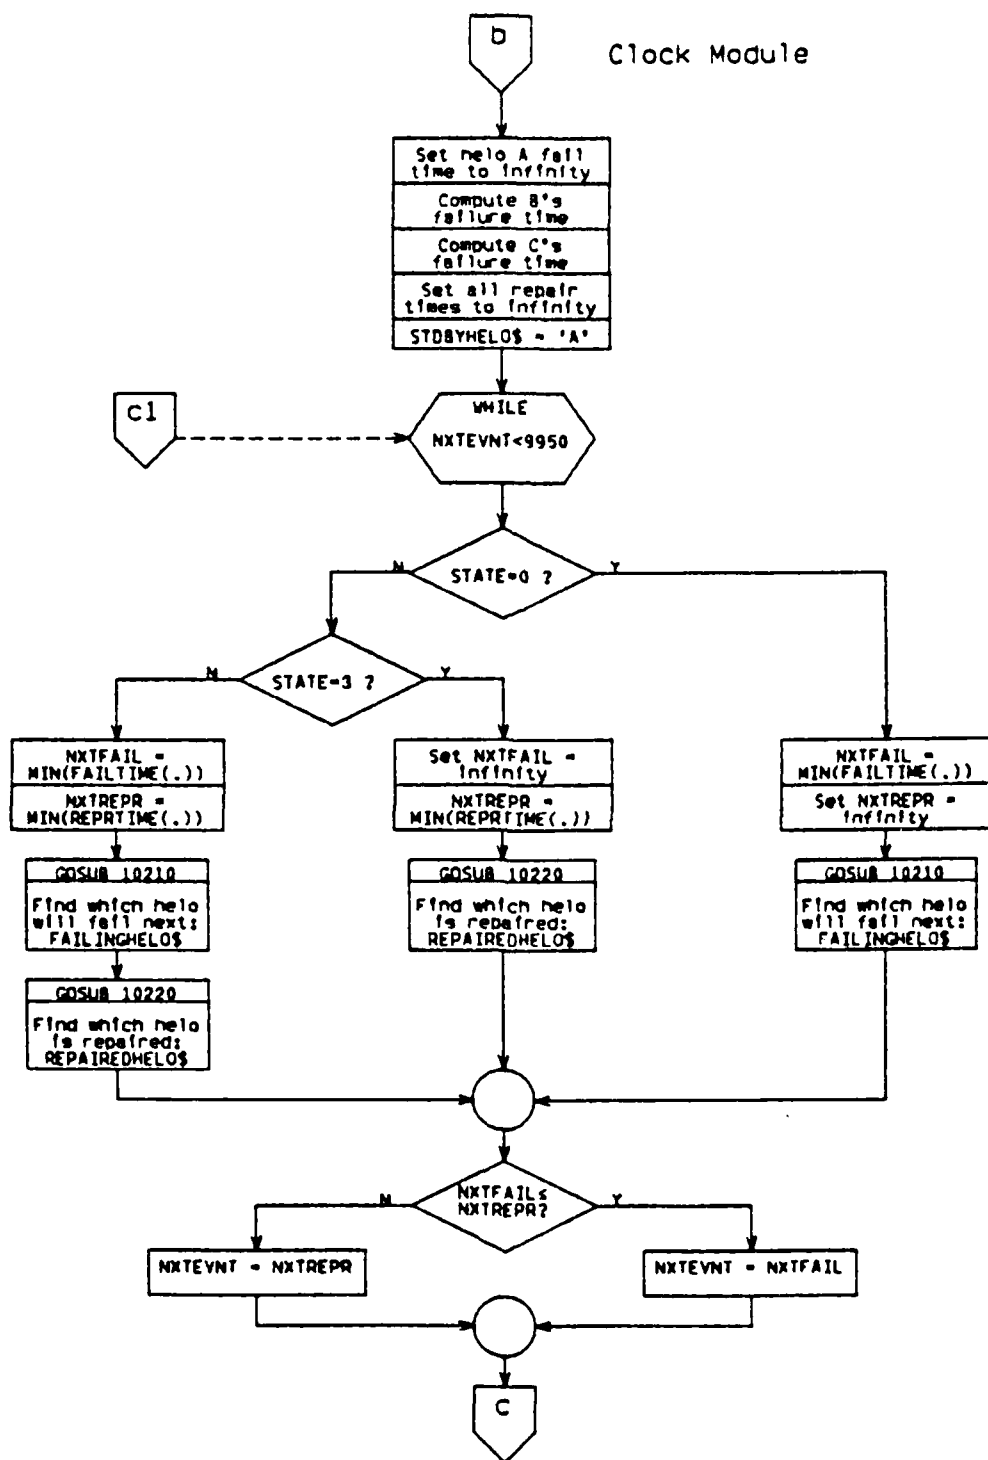 b
Clock Module
Set helo A fail
time to infinity
Compute B's
failure time
Compute C's
failure time
Set all repair
times to infinity
STDBYHELO$ = 'A'
c1
WHILE
NXTEVNT<9950
N
STATE=0 ?
Y
N
STATE=3 ?
Y
NXTFAIL =
MIN(FAILTIME(.))
NXTREPR =
MIN(REPRTIME(.))
GOSUB 10210
Find which helo
will fail next:
FAILINGHELO$
GOSUB 10220
Find which helo
is repaired:
REPAIREDHELO$
Set NXTFAIL =
infinity
NXTREPR =
MIN(REPRTIME(.))
GOSUB 10220
Find which helo
is repaired:
REPAIREDHELO$
NXTFAIL =
MIN(FAILTIME(.))
Set NXTREPR =
infinity
GOSUB 10210
Find which helo
will fail next:
FAILINGHELO$
N
NXTFAIL≤
NXTREPR?
Y
NXTEVNT = NXTREPR
NXTEVNT = NXTFAIL
C